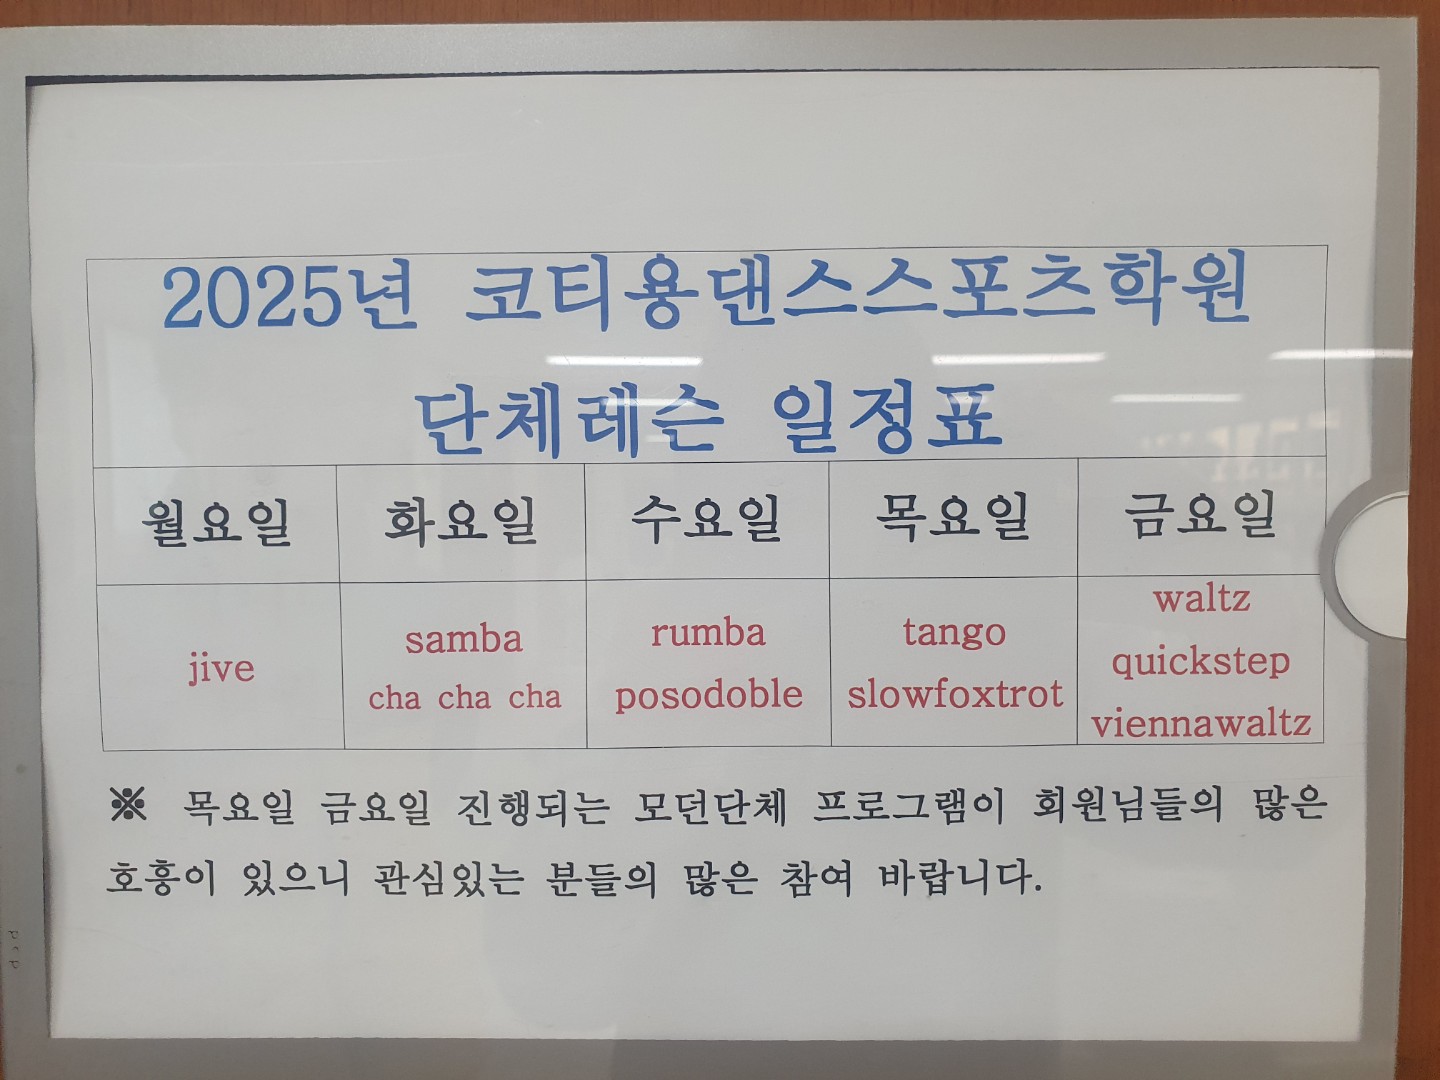 2025년 코티용댄스스포츠학원
단체레슨 일정표
월요일 화요일 수요일 목요일 금요일
jive
samba
cha cha cha
rumba
posodoble
tango
slowfoxtrot
waltz
quickstep
viennawaltz
※ 목요일 금요일 진행되는 모던단체 프로그램이 회원님들의 많은
호흥이 있으니 관심있는 분들의 많은 참여 바랍니다.
pcp